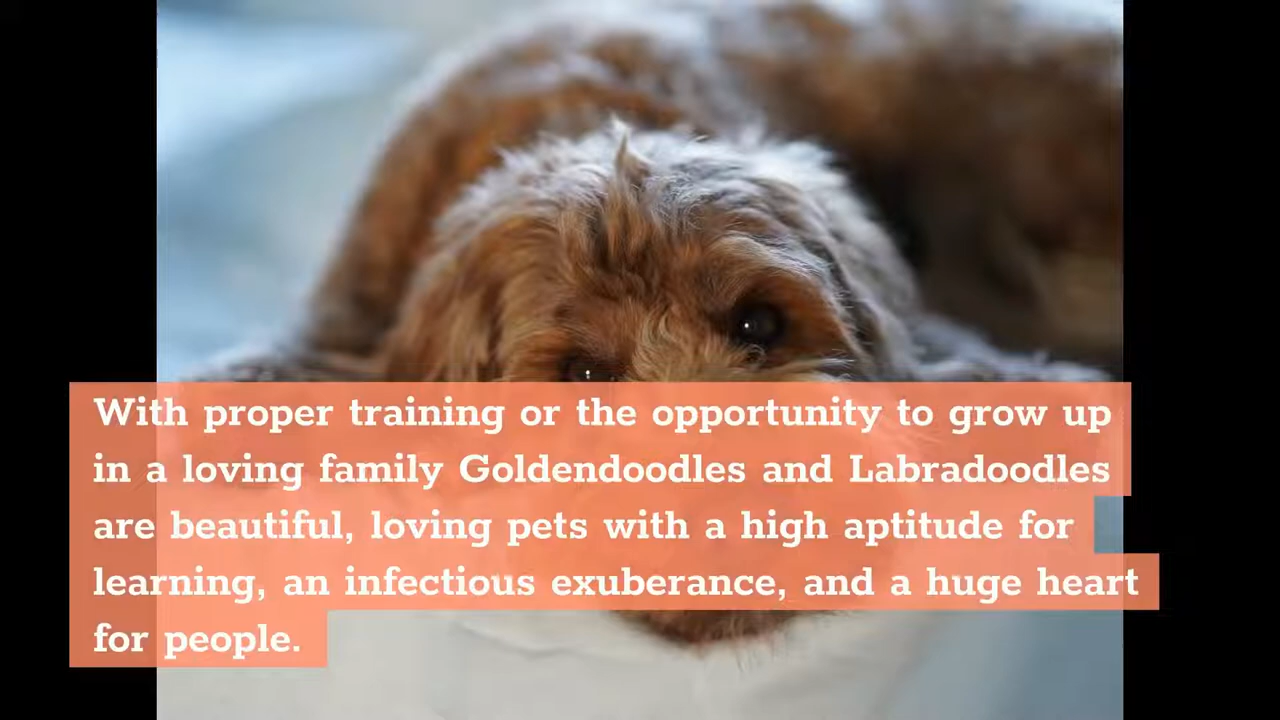 With proper training or the opportunity to grow up
in a loving family Goldendoodles and Labradoodles
are beautiful, loving pets with a high aptitude for
learning, an infectious exuberance, and a huge heart
for people.